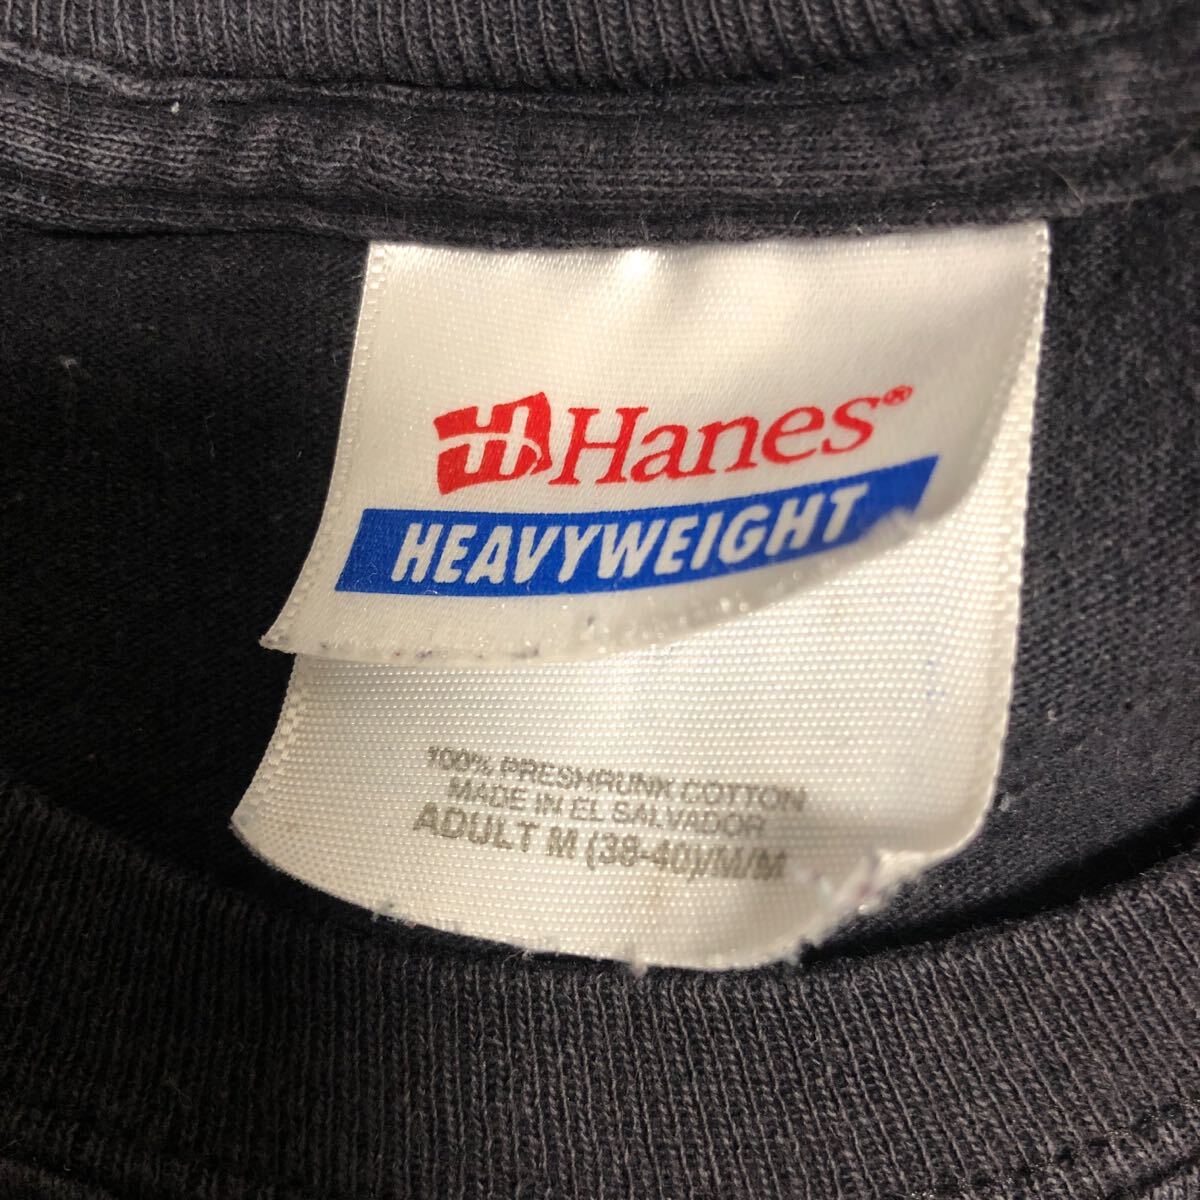 Hanes®
HEAVYWEIGHT
100% PRESHRUNK COTTON
MADE IN EL SALVADOR
ADULT M (38-40)/M/M